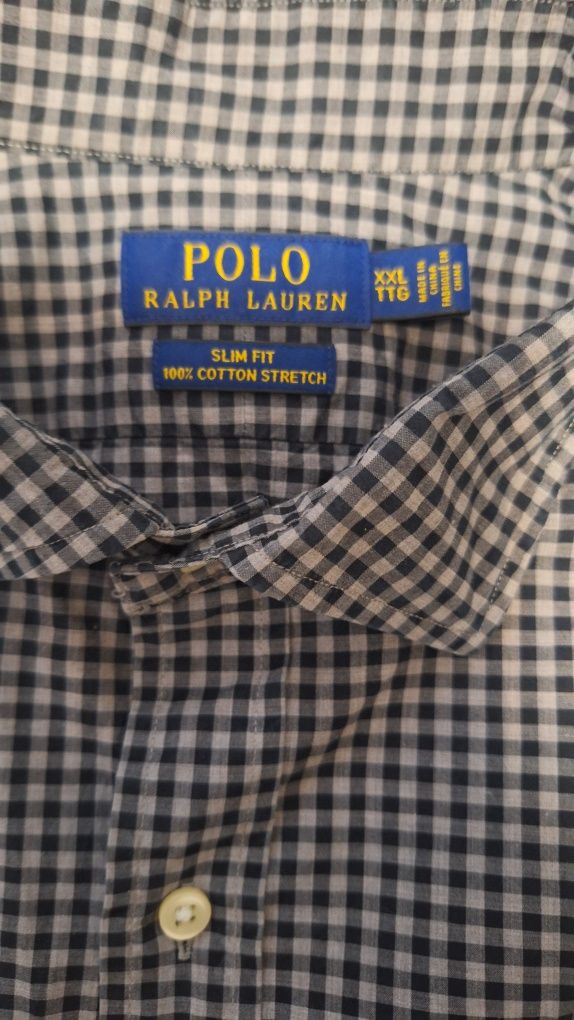 POLO
RALPH LAUREN
XXL
TTG
MADE IN
CHINA
FABRIQUÉ EN
CHINE
SLIM FIT
100% COTTON STRETCH